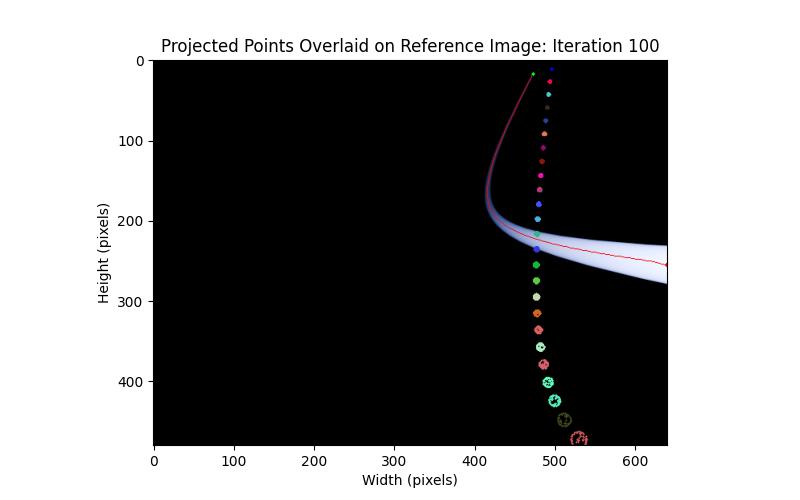 Projected Points Overlaid on Reference Image: Iteration 100
0
100
200
300
400
Height (pixels)
0 100 200 300 400 500 600
Width (pixels)